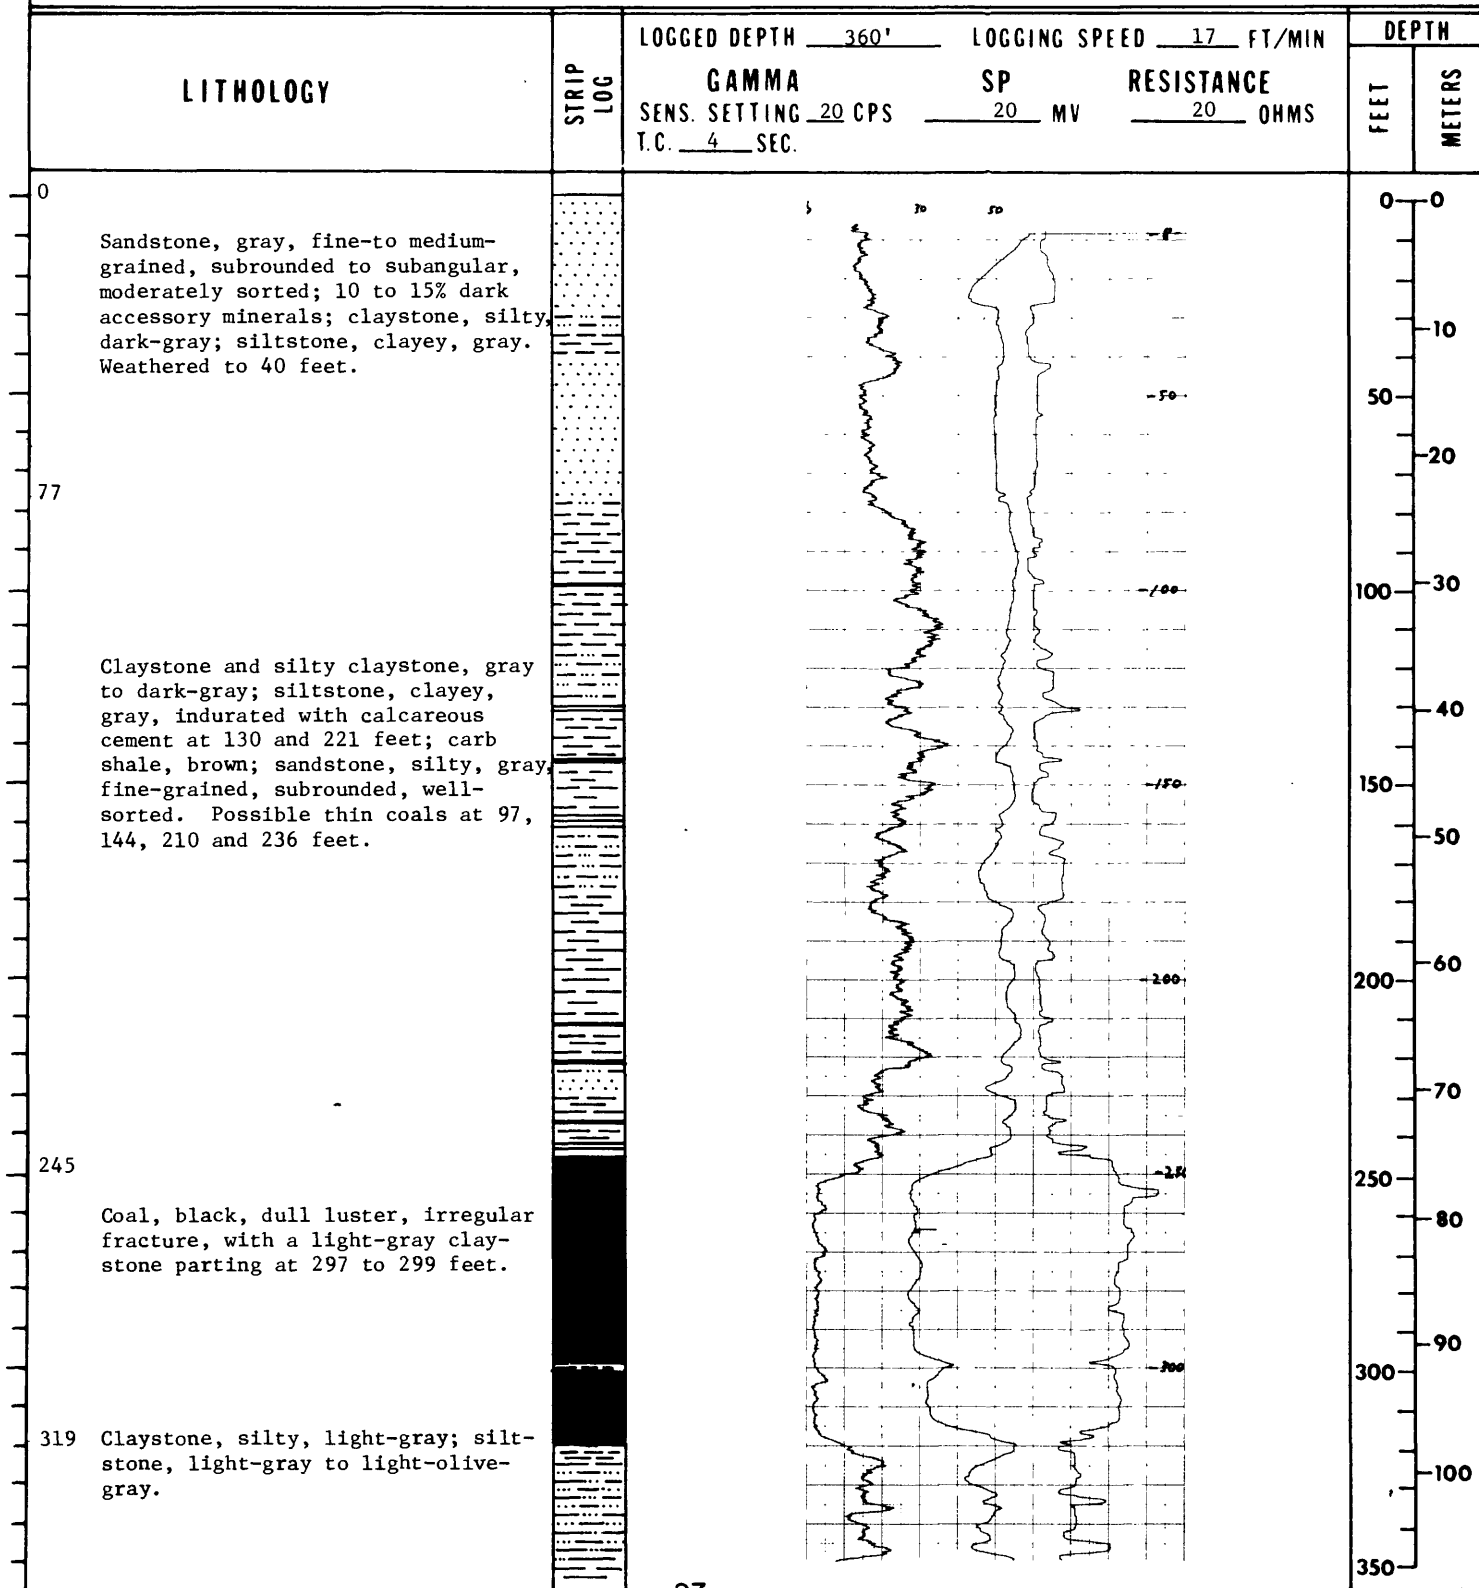 LITHOLOGY
STRIP LOG
LOGGED DEPTH 360' LOGGING SPEED 17 FT/MIN
GAMMA SP RESISTANCE
SENS. SETTING 20 CPS 20 MV 20 OHMS
T.C. 4 SEC.
DEPTH
FEET
METERS
0
Sandstone, gray, fine-to medium-
grained, subrounded to subangular,
moderately sorted; 10 to 15% dark
accessory minerals; claystone, silty,
dark-gray; siltstone, clayey, gray.
Weathered to 40 feet.
77
Claystone and silty claystone, gray
to dark-gray; siltstone, clayey,
gray, indurated with calcareous
cement at 130 and 221 feet; carb
shale, brown; sandstone, silty, gray,
fine-grained, subrounded, well-
sorted. Possible thin coals at 97,
144, 210 and 236 feet.
245
Coal, black, dull luster, irregular
fracture, with a light-gray clay-
stone parting at 297 to 299 feet.
319 Claystone, silty, light-gray; silt-
stone, light-gray to light-olive-
gray.
50
-50
-100
-150
-200
-250
-300
0 0
10
50
20
100 30
40
150
50
60
200
70
250
80
90
300
100
350